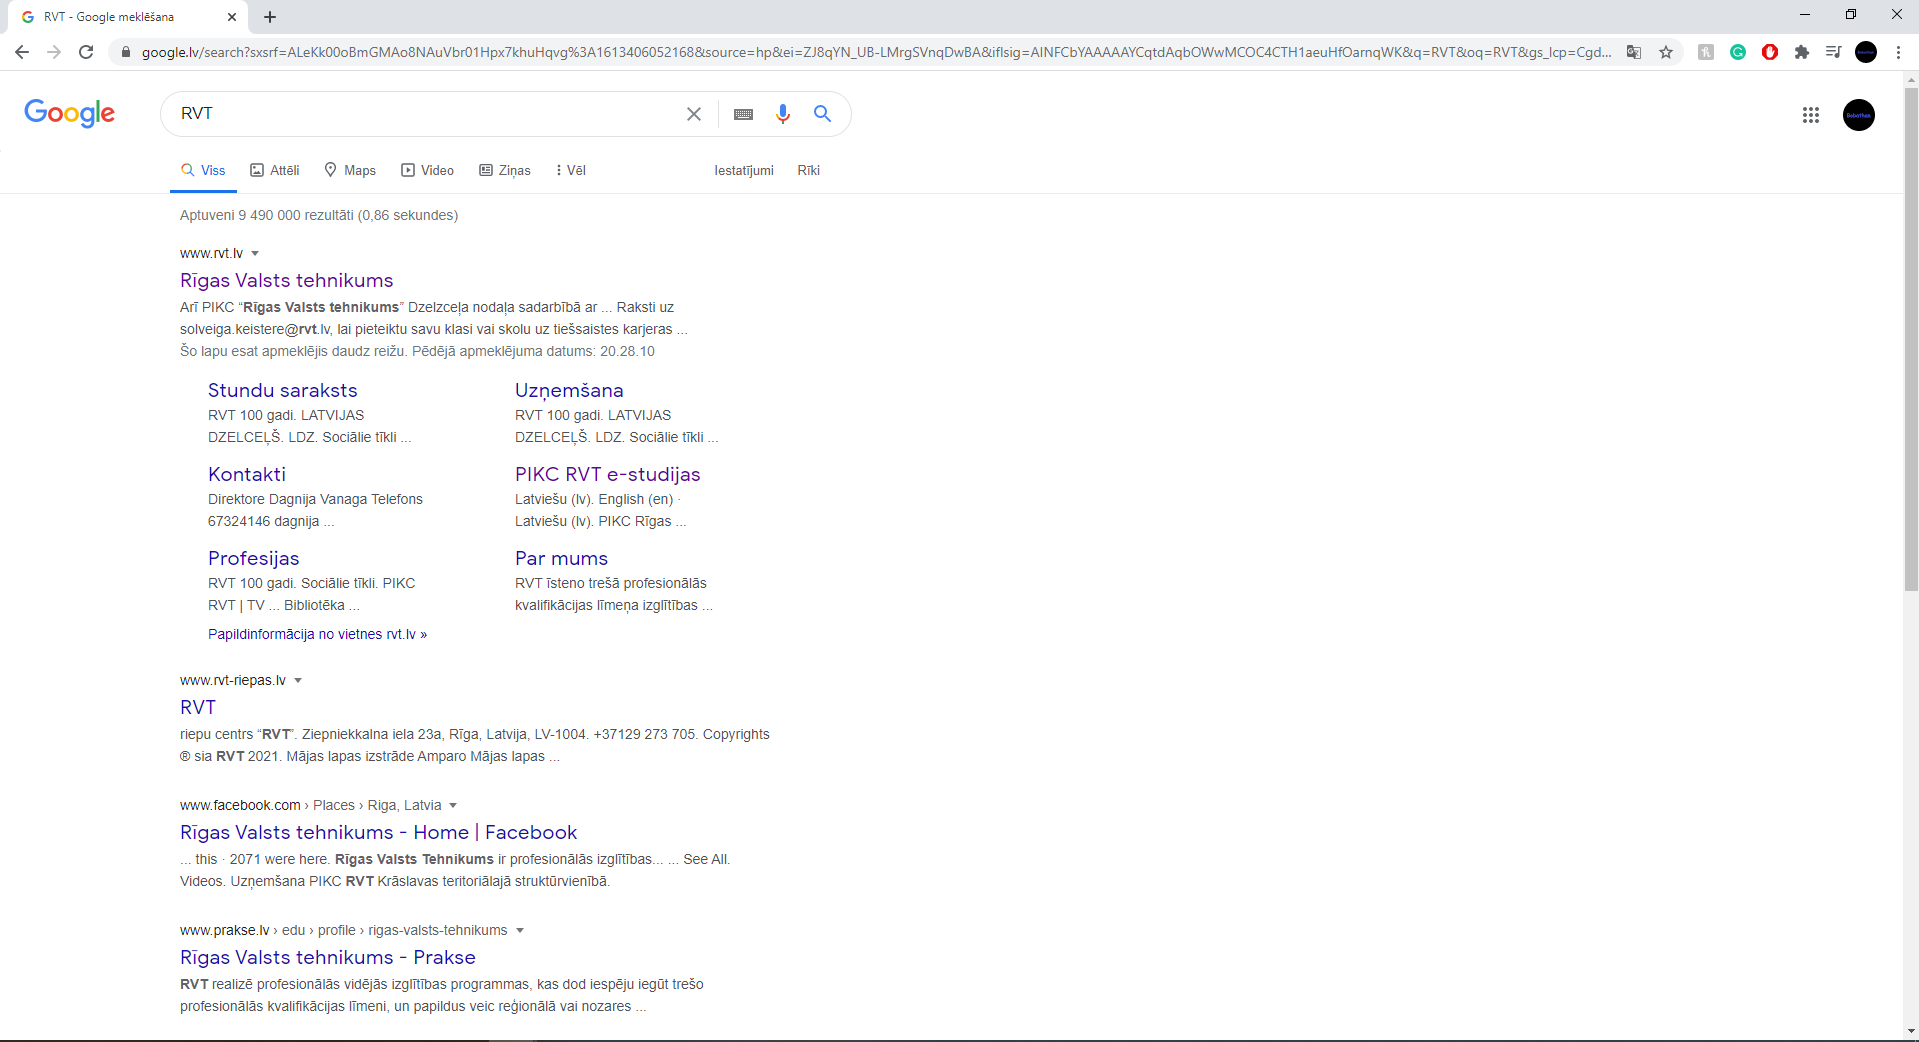 RVT - Google meklēšana
google.lv/search?sxsrf=ALeKk00oBmGMAo8NAuVbr01Hpx7khuHqvg%3A1613406052168&source=hp&ei=ZJ8qYN_UB-LMrgSVnqDwBA&iflsig=AINFCbYAAAAAYCqtdAqbOWwMCOC4CTH1aeuHfOarnqWK&q=RVT&oq=RVT&gs_lcp=Cgd...
Google
RVT
Viss Attēli Maps Video Ziņas Vēl Iestatījumi Rīki
Aptuveni 9 490 000 rezultāti (0,86 sekundes)
www.rvt.lv
Rīgas Valsts tehnikums
Arī PIKC “Rīgas Valsts tehnikums” Dzelzceļa nodaļa sadarbībā ar ... Raksti uz
solveiga.keistere@rvt.lv, lai pieteiktu savu klasi vai skolu uz tiešsaistes karjeras ...
Šo lapu esat apmeklējis daudz reižu. Pēdējā apmeklējuma datums: 20.28.10
Stundu saraksts
RVT 100 gadi. LATVIJAS
DZELCEĻŠ. LDZ. Sociālie tīkli ...
Uzņemšana
RVT 100 gadi. LATVIJAS
DZELCEĻŠ. LDZ. Sociālie tīkli ...
Kontakti
Direktore Dagnija Vanaga Telefons
67324146 dagnija ...
PIKC RVT e-studijas
Latviešu (lv). English (en) ·
Latviešu (lv). PIKC Rīgas ...
Profesijas
RVT 100 gadi. Sociālie tīkli. PIKC
RVT | TV ... Bibliotēka ...
Par mums
RVT īsteno trešā profesionālās
kvalifikācijas līmeņa izglītības ...
Papildinformācija no vietnes rvt.lv »
www.rvt-riepas.lv
RVT
riepu centrs “RVT”. Ziepniekkalna iela 23a, Rīga, Latvija, LV-1004. +37129 273 705. Copyrights
® sia RVT 2021. Mājas lapas izstrāde Amparo Mājas lapas ...
www.facebook.com › Places › Riga, Latvia
Rīgas Valsts tehnikums - Home | Facebook
... this · 2071 were here. Rīgas Valsts Tehnikums ir profesionālās izglītības... ... See All.
Videos. Uzņemšana PIKC RVT Krāslavas teritoriālajā struktūrvienībā.
www.prakse.lv › edu › profile › rigas-valsts-tehnikums
Rīgas Valsts tehnikums - Prakse
RVT realizē profesionālās vidējās izglītības programmas, kas dod iespēju iegūt trešo
profesionālās kvalifikācijas līmeni, un papildus veic reģionālā vai nozares ...